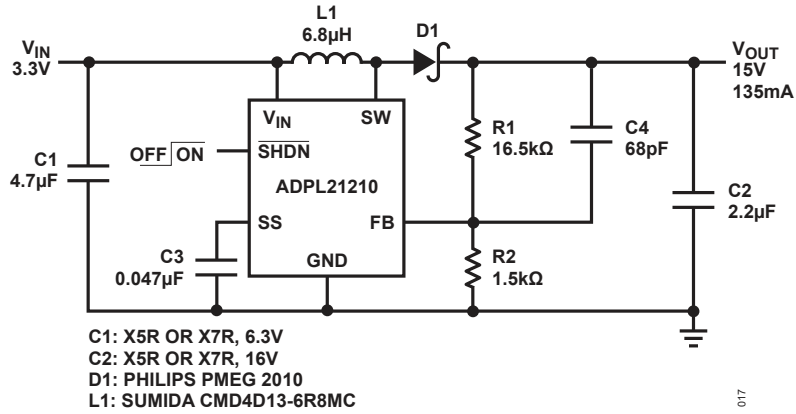 L1
6.8µH
D1
VIN
3.3V
VOUT
15V
135mA
VIN
SW
OFF ON
SHDN
ADPL21210
SS
FB
GND
C1
4.7µF
C3
0.047µF
R1
16.5kΩ
C4
68pF
C2
2.2µF
R2
1.5kΩ
C1: X5R OR X7R, 6.3V
C2: X5R OR X7R, 16V
D1: PHILIPS PMEG 2010
L1: SUMIDA CMD4D13-6R8MC
017